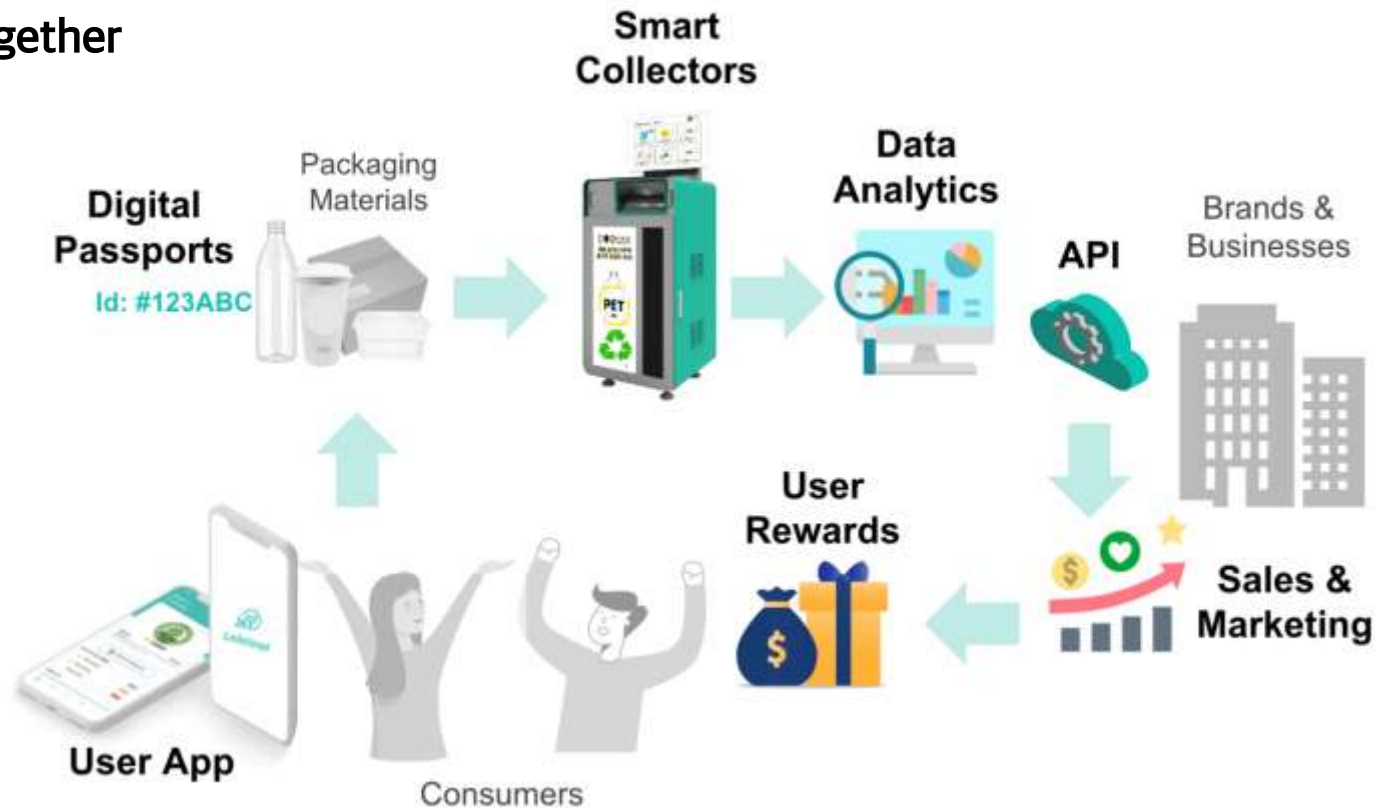 gether
Smart
Collectors
Packaging
Materials
Digital
Passports
Id: #123ABC
PET
Data
Analytics
API
Brands &
Businesses
User
Rewards
$
$
Sales &
Marketing
User App
Consumers